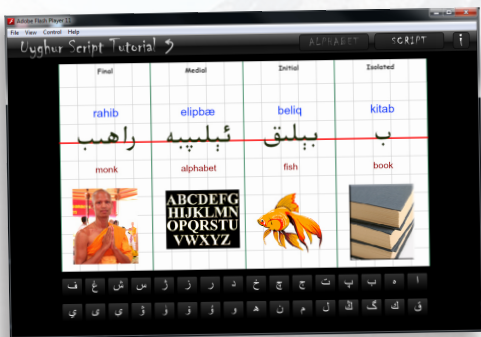 Adobe Flash Player 11
File View Control Help
Uyghur Script Tutorial 3
ALPHABET SCRIPT i
Final Medial Initial Isolated
rahib elipbæ beliq kitab
راھىب ئېلىپبە بېلىق ب
monk alphabet fish book
ABCDEFG
HIJKLMN
OPQRSTU
VWXYZ
ا ە ب پ ت ج چ خ د ر ز ژ س ش غ ف
ق ك گ ڭ ل م ن ھ و ۇ ۆ ۈ ۋ ې ى ي